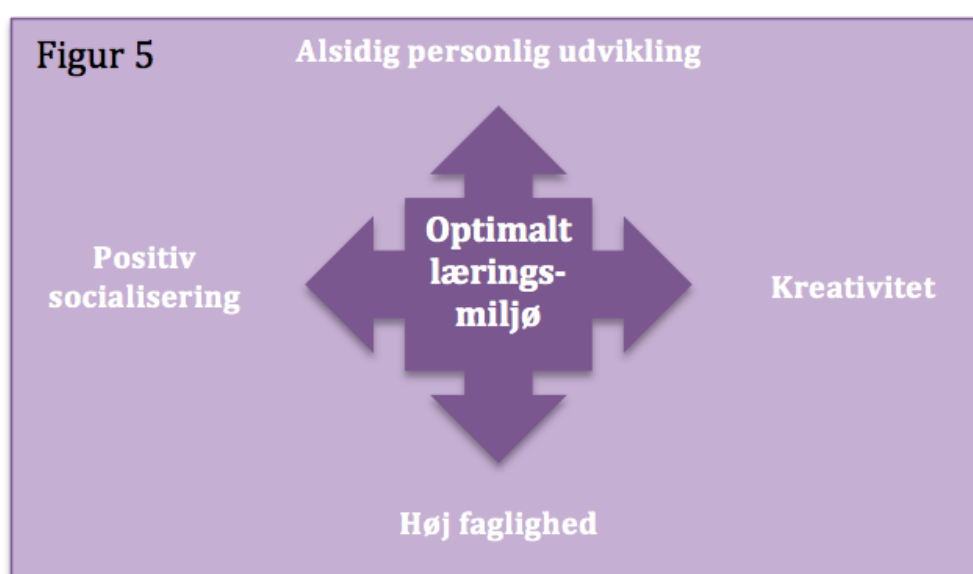 Figur 5
Alsidig personlig udvikling
Optimalt
lærings-
miljø
Positiv
socialisering
Kreativitet
Høj faglighed